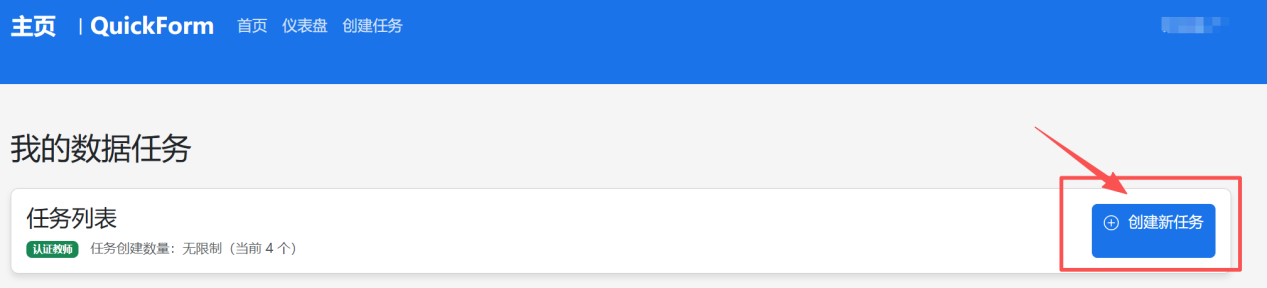 主页 | QuickForm 首页 仪表盘 创建任务
我的数据任务
任务列表
认证教师 任务创建数量：无限制（当前 4 个）
创建新任务